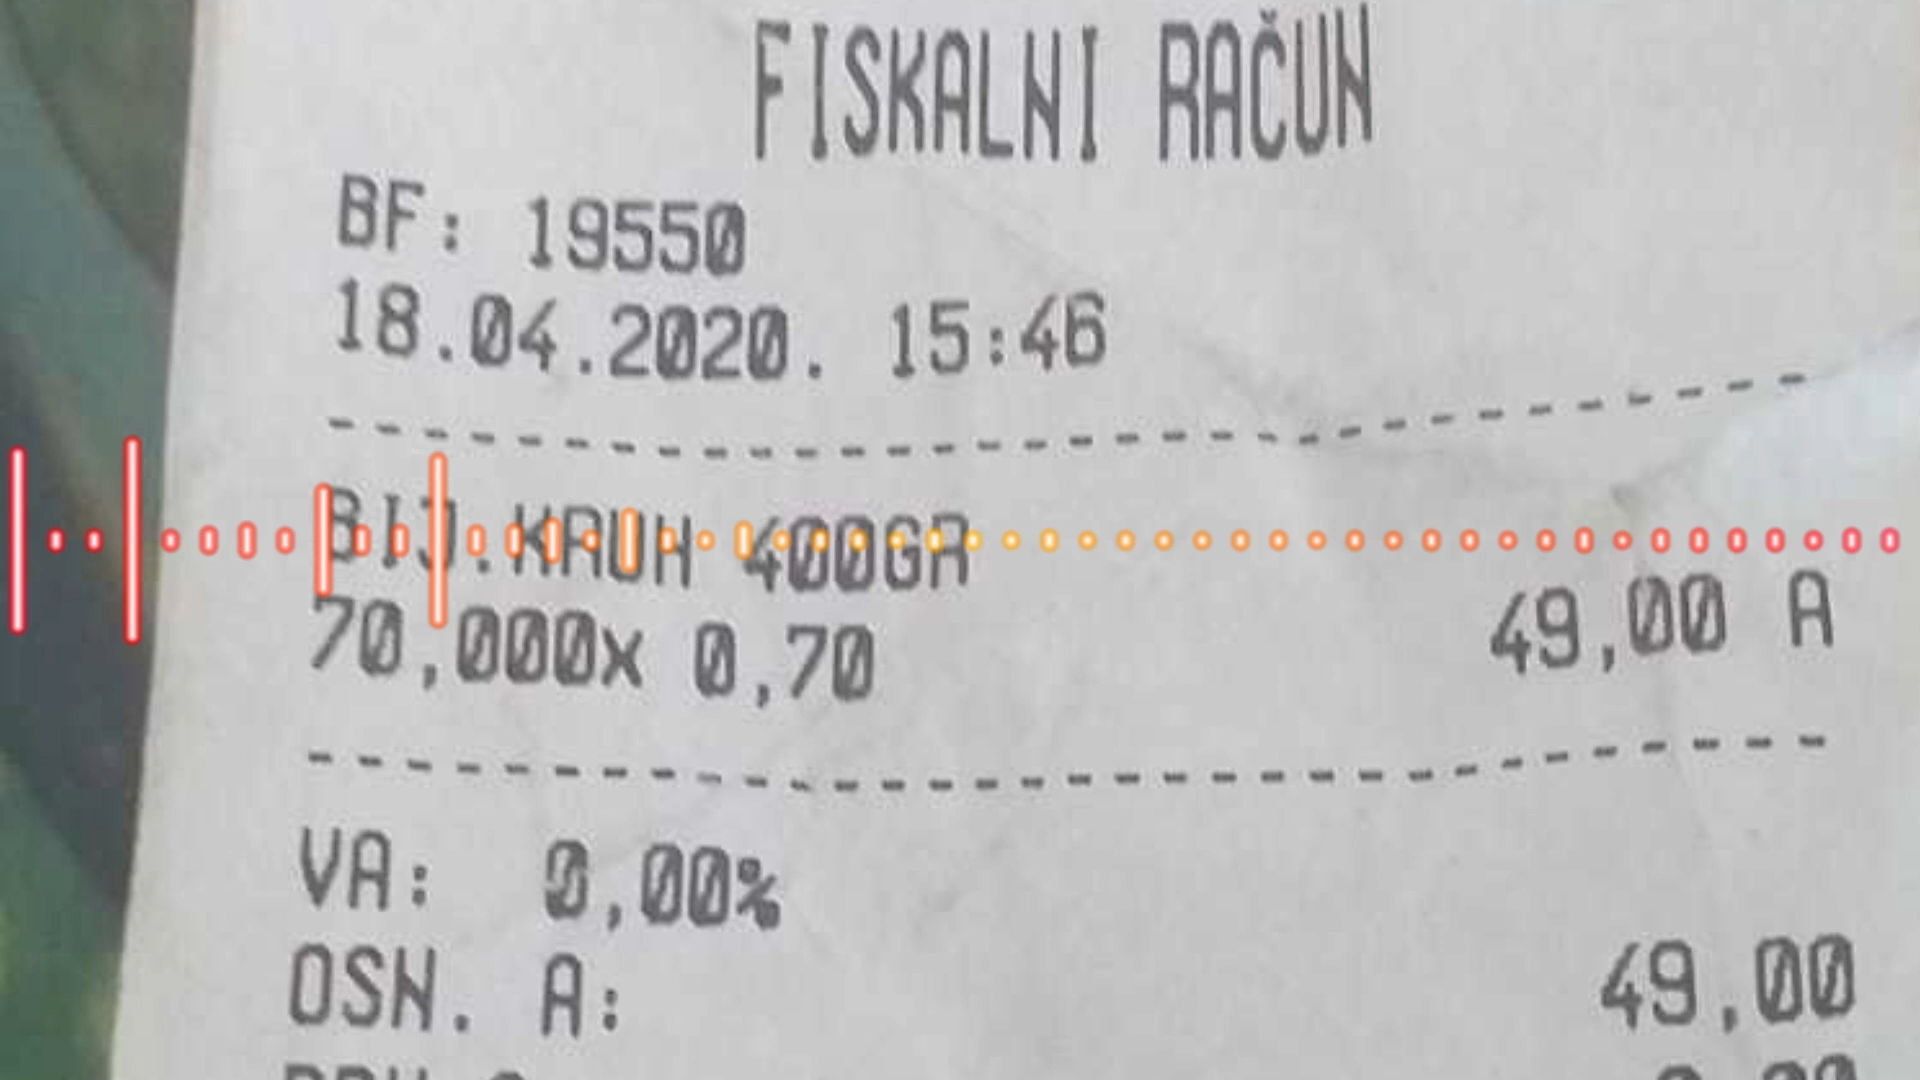 FISKALNI RAČUN
BF: 19550
18.04.2020. 15:46
BIJ.KRUH 400GR
70,000x 0,70 49,00 A
VA: 0,00%
OSN. A: 49,00